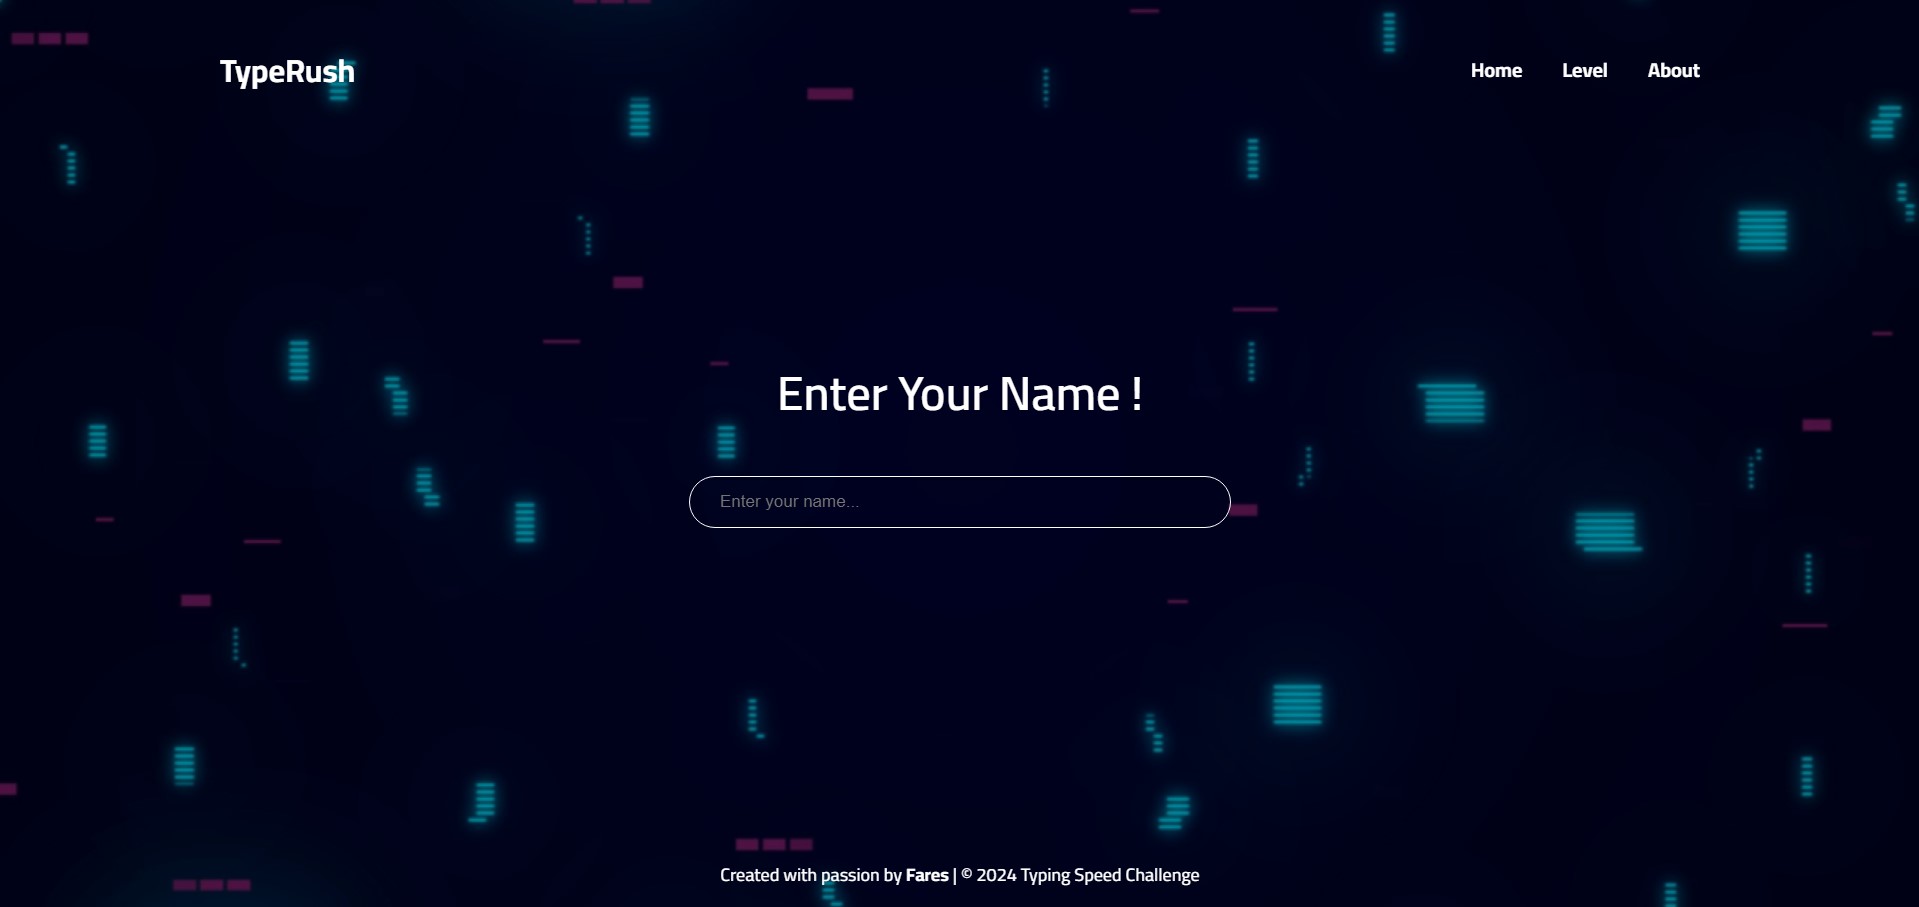 TypeRush
Home Level About
Enter Your Name !
Enter your name...
Created with passion by Fares | © 2024 Typing Speed Challenge